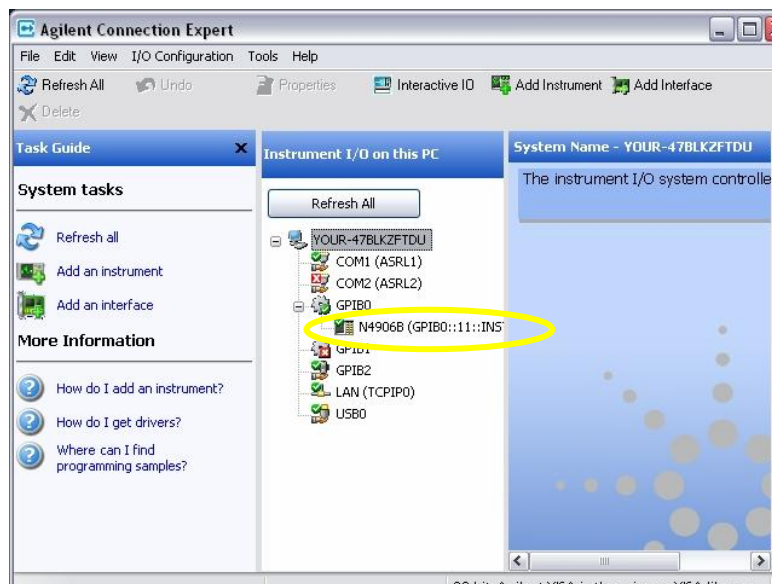 Agilent Connection Expert
File Edit View I/O Configuration Tools Help
Refresh All Undo Properties Interactive IO Add Instrument Add Interface
Delete
Task Guide
System tasks
Refresh all
Add an instrument
Add an interface
More Information
How do I add an instrument?
How do I get drivers?
Where can I find
programming samples?
Instrument I/O on this PC
Refresh All
YOUR-47BLKZFTDU
COM1 (ASRL1)
COM2 (ASRL2)
GPIB0
N4906B (GPIB0::11::INS
GPIB1
GPIB2
LAN (TCPIP0)
USB0
System Name - YOUR-47BLKZFTDU
The instrument I/O system controlle